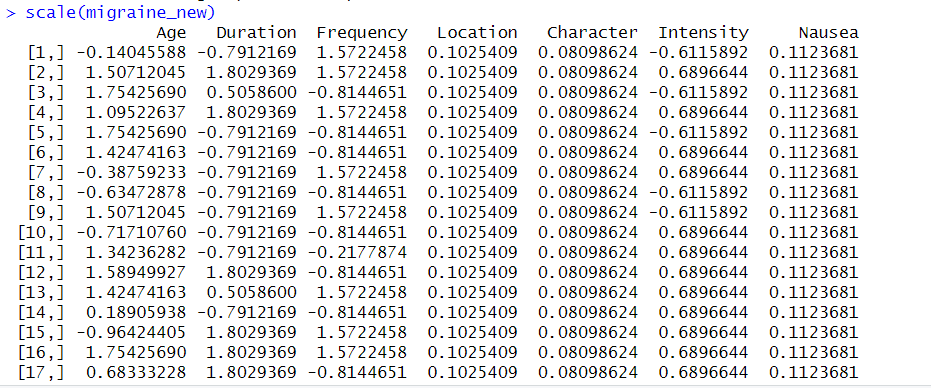 > scale(migraine_new)
Age Duration Frequency Location Character Intensity Nausea
[1,] -0.14045588 -0.7912169 1.5722458 0.1025409 0.08098624 -0.6115892 0.1123681
[2,] 1.50712045 1.8029369 1.5722458 0.1025409 0.08098624 0.6896644 0.1123681
[3,] 1.75425690 0.5058600 -0.8144651 0.1025409 0.08098624 -0.6115892 0.1123681
[4,] 1.09522637 1.8029369 1.5722458 0.1025409 0.08098624 0.6896644 0.1123681
[5,] 1.75425690 -0.7912169 -0.8144651 0.1025409 0.08098624 -0.6115892 0.1123681
[6,] 1.42474163 -0.7912169 -0.8144651 0.1025409 0.08098624 0.6896644 0.1123681
[7,] -0.38759233 -0.7912169 1.5722458 0.1025409 0.08098624 0.6896644 0.1123681
[8,] -0.63472878 -0.7912169 -0.8144651 0.1025409 0.08098624 -0.6115892 0.1123681
[9,] 1.50712045 -0.7912169 1.5722458 0.1025409 0.08098624 -0.6115892 0.1123681
[10,] -0.71710760 -0.7912169 -0.8144651 0.1025409 0.08098624 0.6896644 0.1123681
[11,] 1.34236282 -0.7912169 -0.2177874 0.1025409 0.08098624 0.6896644 0.1123681
[12,] 1.58949927 1.8029369 -0.8144651 0.1025409 0.08098624 0.6896644 0.1123681
[13,] 1.42474163 0.5058600 1.5722458 0.1025409 0.08098624 0.6896644 0.1123681
[14,] 0.18905938 -0.7912169 -0.8144651 0.1025409 0.08098624 0.6896644 0.1123681
[15,] -0.96424405 1.8029369 1.5722458 0.1025409 0.08098624 0.6896644 0.1123681
[16,] 1.75425690 1.8029369 1.5722458 0.1025409 0.08098624 0.6896644 0.1123681
[17,] 0.68333228 1.8029369 -0.8144651 0.1025409 0.08098624 0.6896644 0.1123681